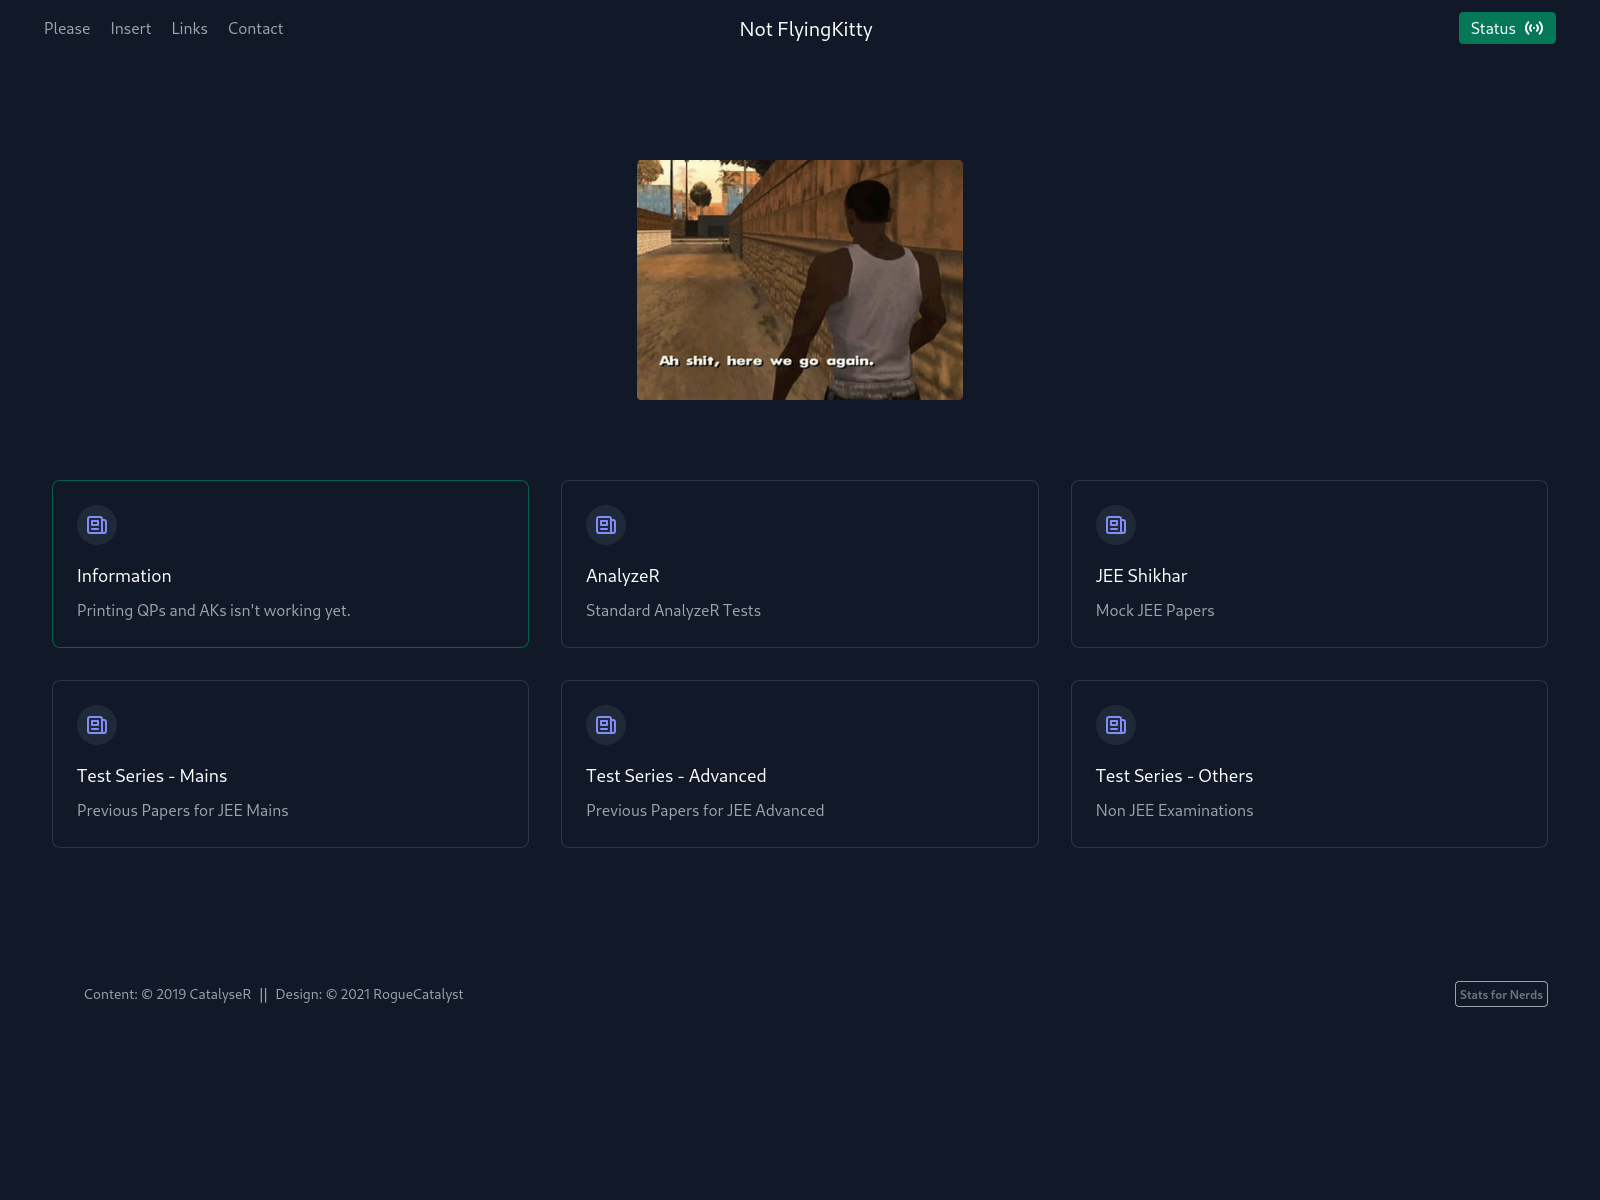 Please Insert Links Contact Not FlyingKitty Status
Ah shit, here we go again.
Information
Printing QPs and AKs isn't working yet.
AnalyzeR
Standard AnalyzeR Tests
JEE Shikhar
Mock JEE Papers
Test Series - Mains
Previous Papers for JEE Mains
Test Series - Advanced
Previous Papers for JEE Advanced
Test Series - Others
Non JEE Examinations
Content: © 2019 CatalyseR || Design: © 2021 RogueCatalyst Stats for Nerds